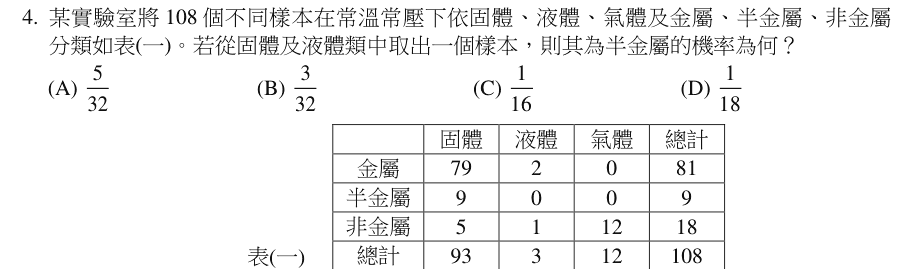 4. 某實驗室將 108 個不同樣本在常溫常壓下依固體、液體、氣體及金屬、半金屬、非金屬
分類如表(一)。若從固體及液體類中取出一個樣本，則其為半金屬的機率為何？
(A) 5/32 (B) 3/32 (C) 1/16 (D) 1/18
固體 液體 氣體 總計
金屬 79 2 0 81
半金屬 9 0 0 9
非金屬 5 1 12 18
表(一) 總計 93 3 12 108